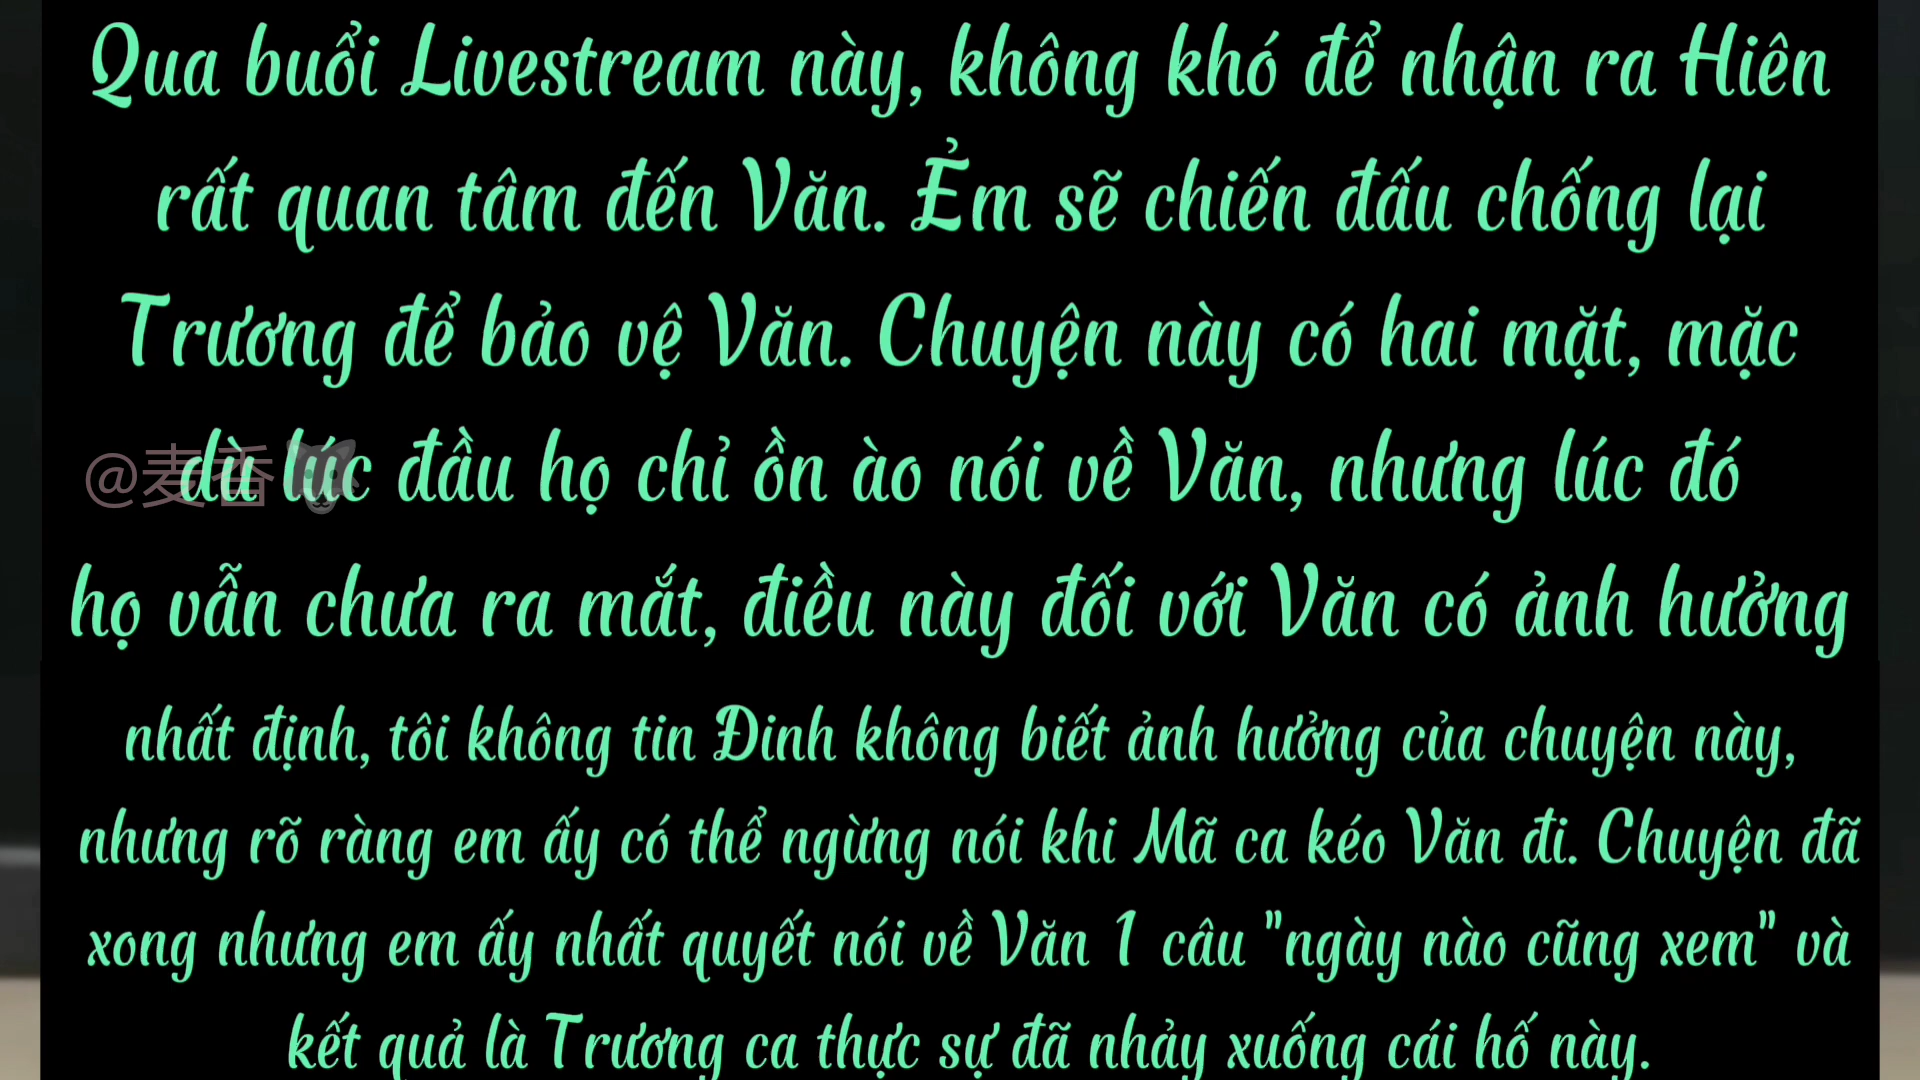 Qua buổi Livestream này, không khó để nhận ra Hiên
rất quan tâm đến Văn. Ẻm sẽ chiến đấu chống lại
Trương để bảo vệ Văn. Chuyện này có hai mặt, mặc
dù lúc đầu họ chỉ ồn ào nói về Văn, nhưng lúc đó
@麦香
họ vẫn chưa ra mắt, điều này đối với Văn có ảnh hưởng
nhất định, tôi không tin Đinh không biết ảnh hưởng của chuyện này,
nhưng rõ ràng em ấy có thể ngừng nói khi Mã ca kéo Văn đi. Chuyện đã
xong nhưng em ấy nhất quyết nói về Văn 1 câu "ngày nào cũng xem" và
kết quả là Trương ca thực sự đã nhảy xuống cái hố này.